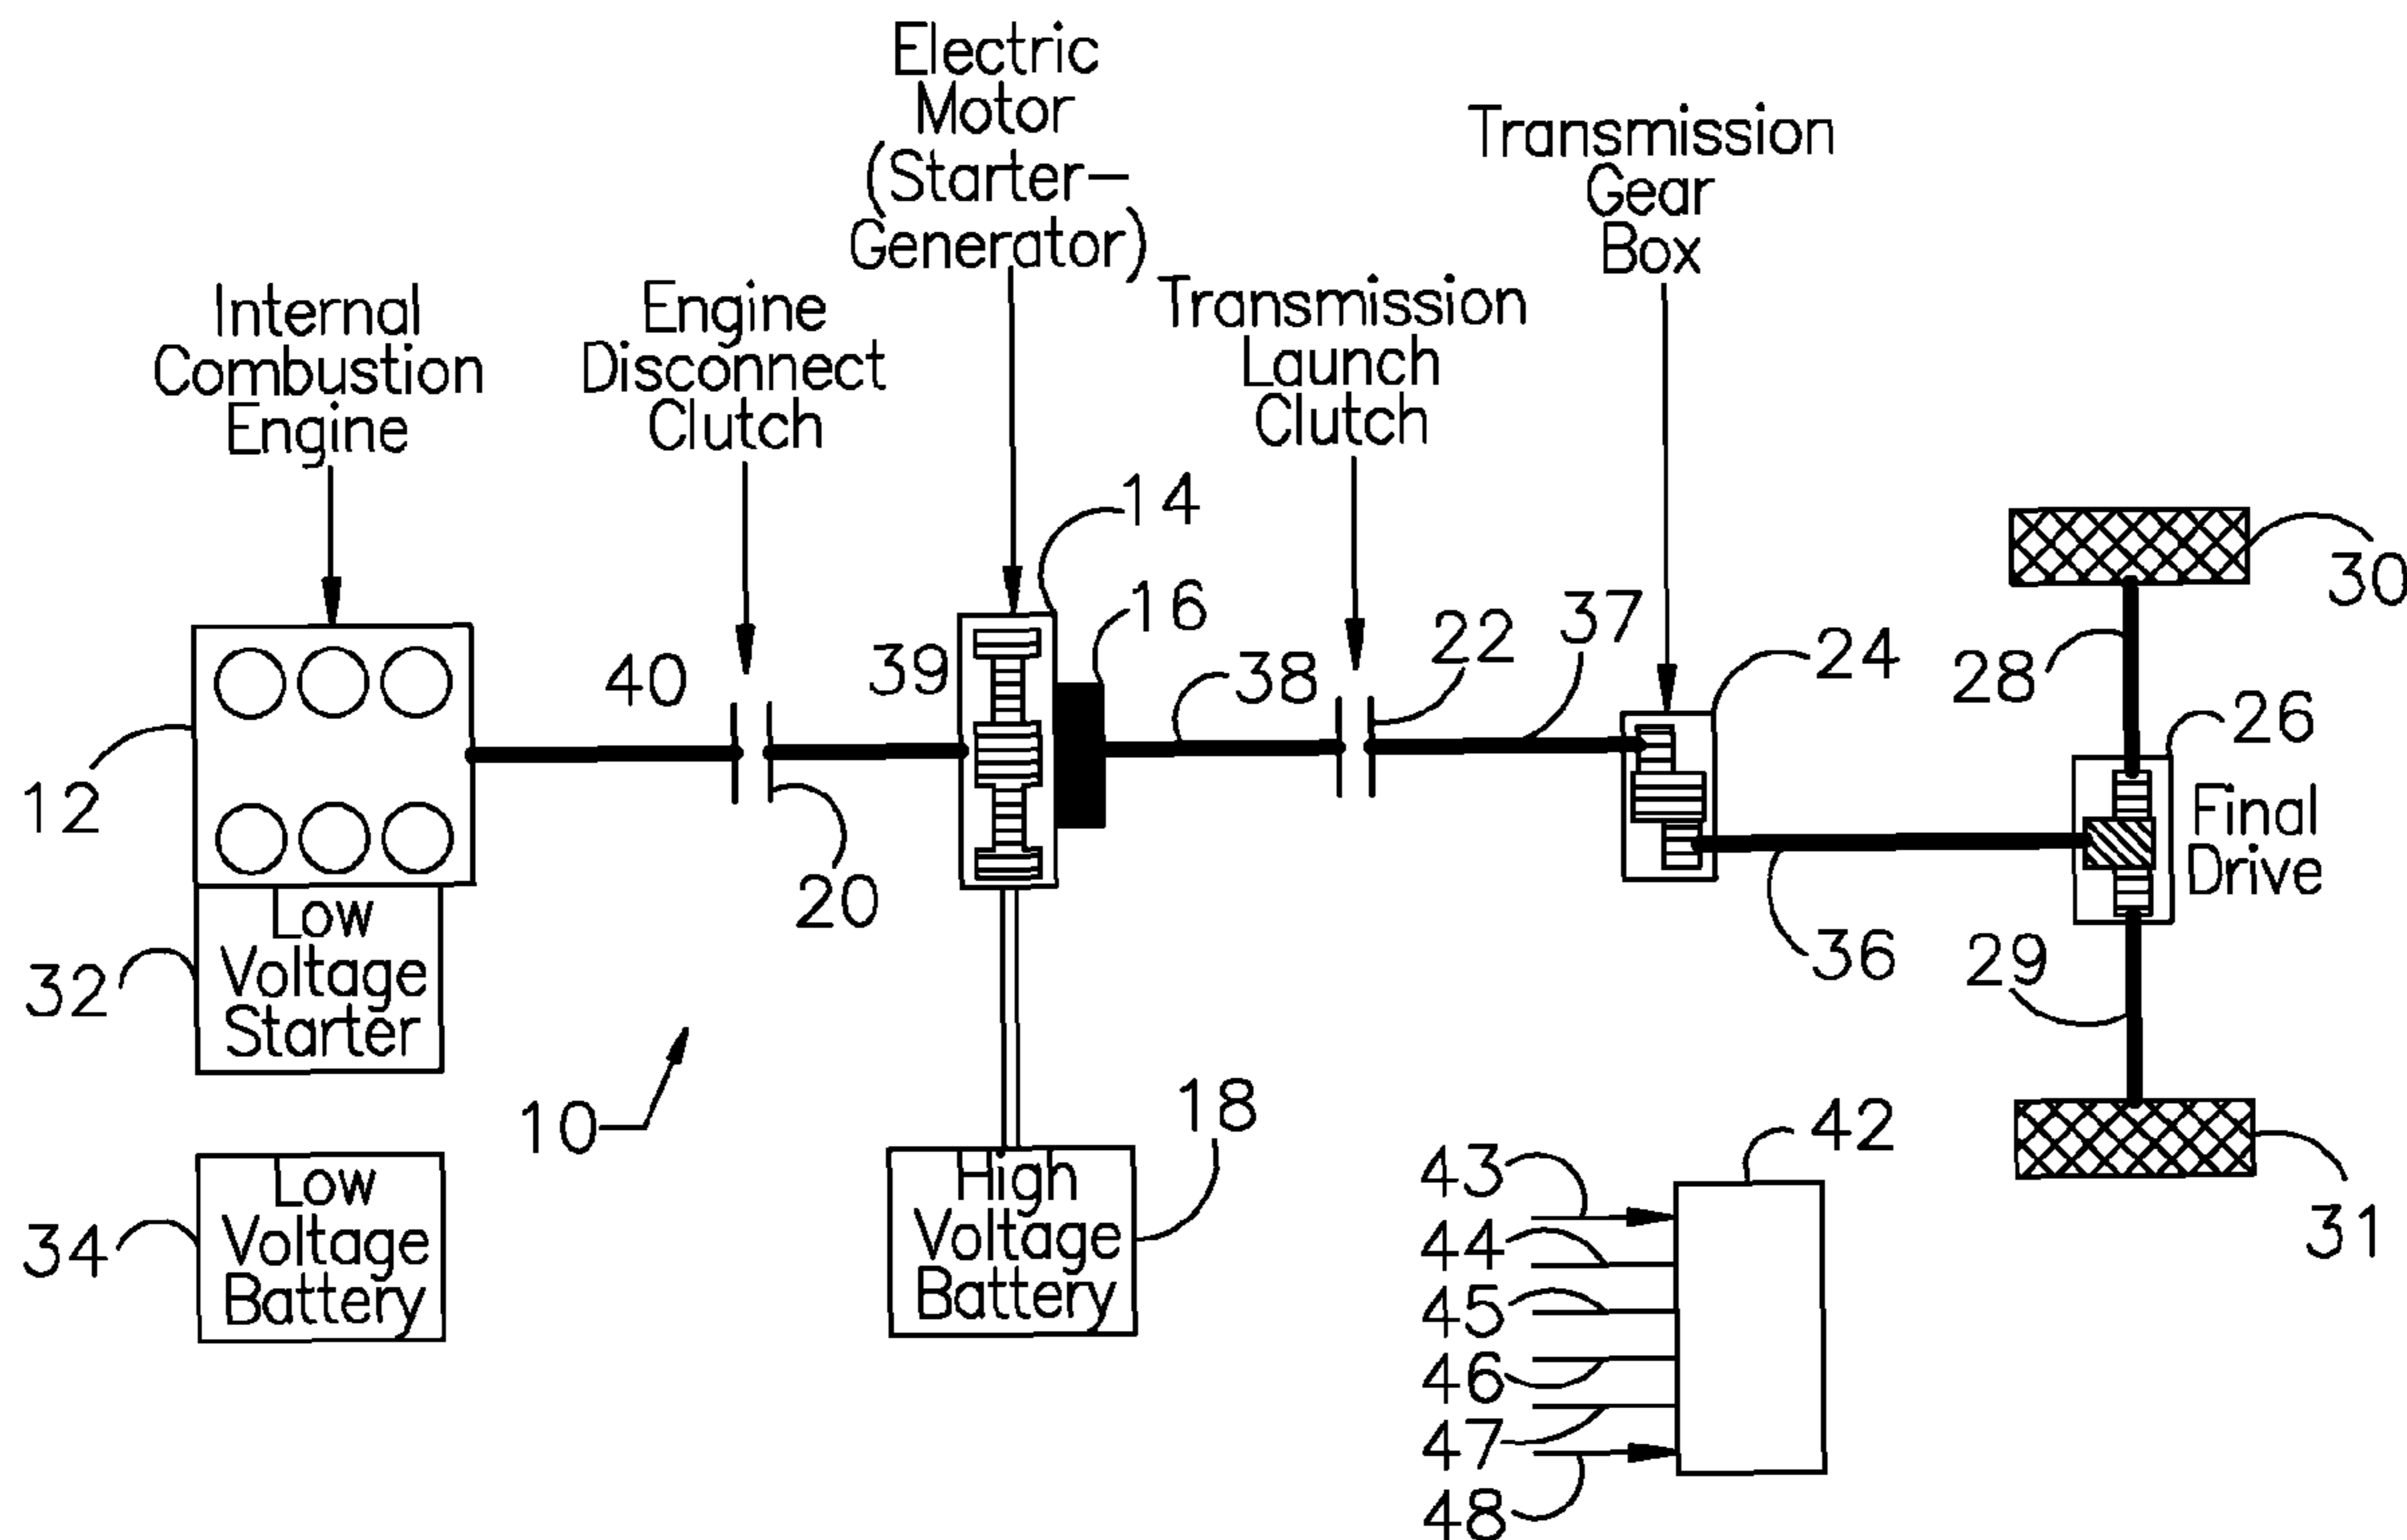 Electric
Motor
(Starter-
Generator)
Transmission
Gear
Box
Internal
Combustion
Engine
Engine
Disconnect
Clutch
Transmission
Launch
Clutch
14
16
30
40
39
38
22
37
24
28
26
12
20
Final
Drive
Low
Voltage
Starter
32
36
29
10
18
42
Low
Voltage
Battery
34
High
Voltage
Battery
43
44
45
46
47
48
31